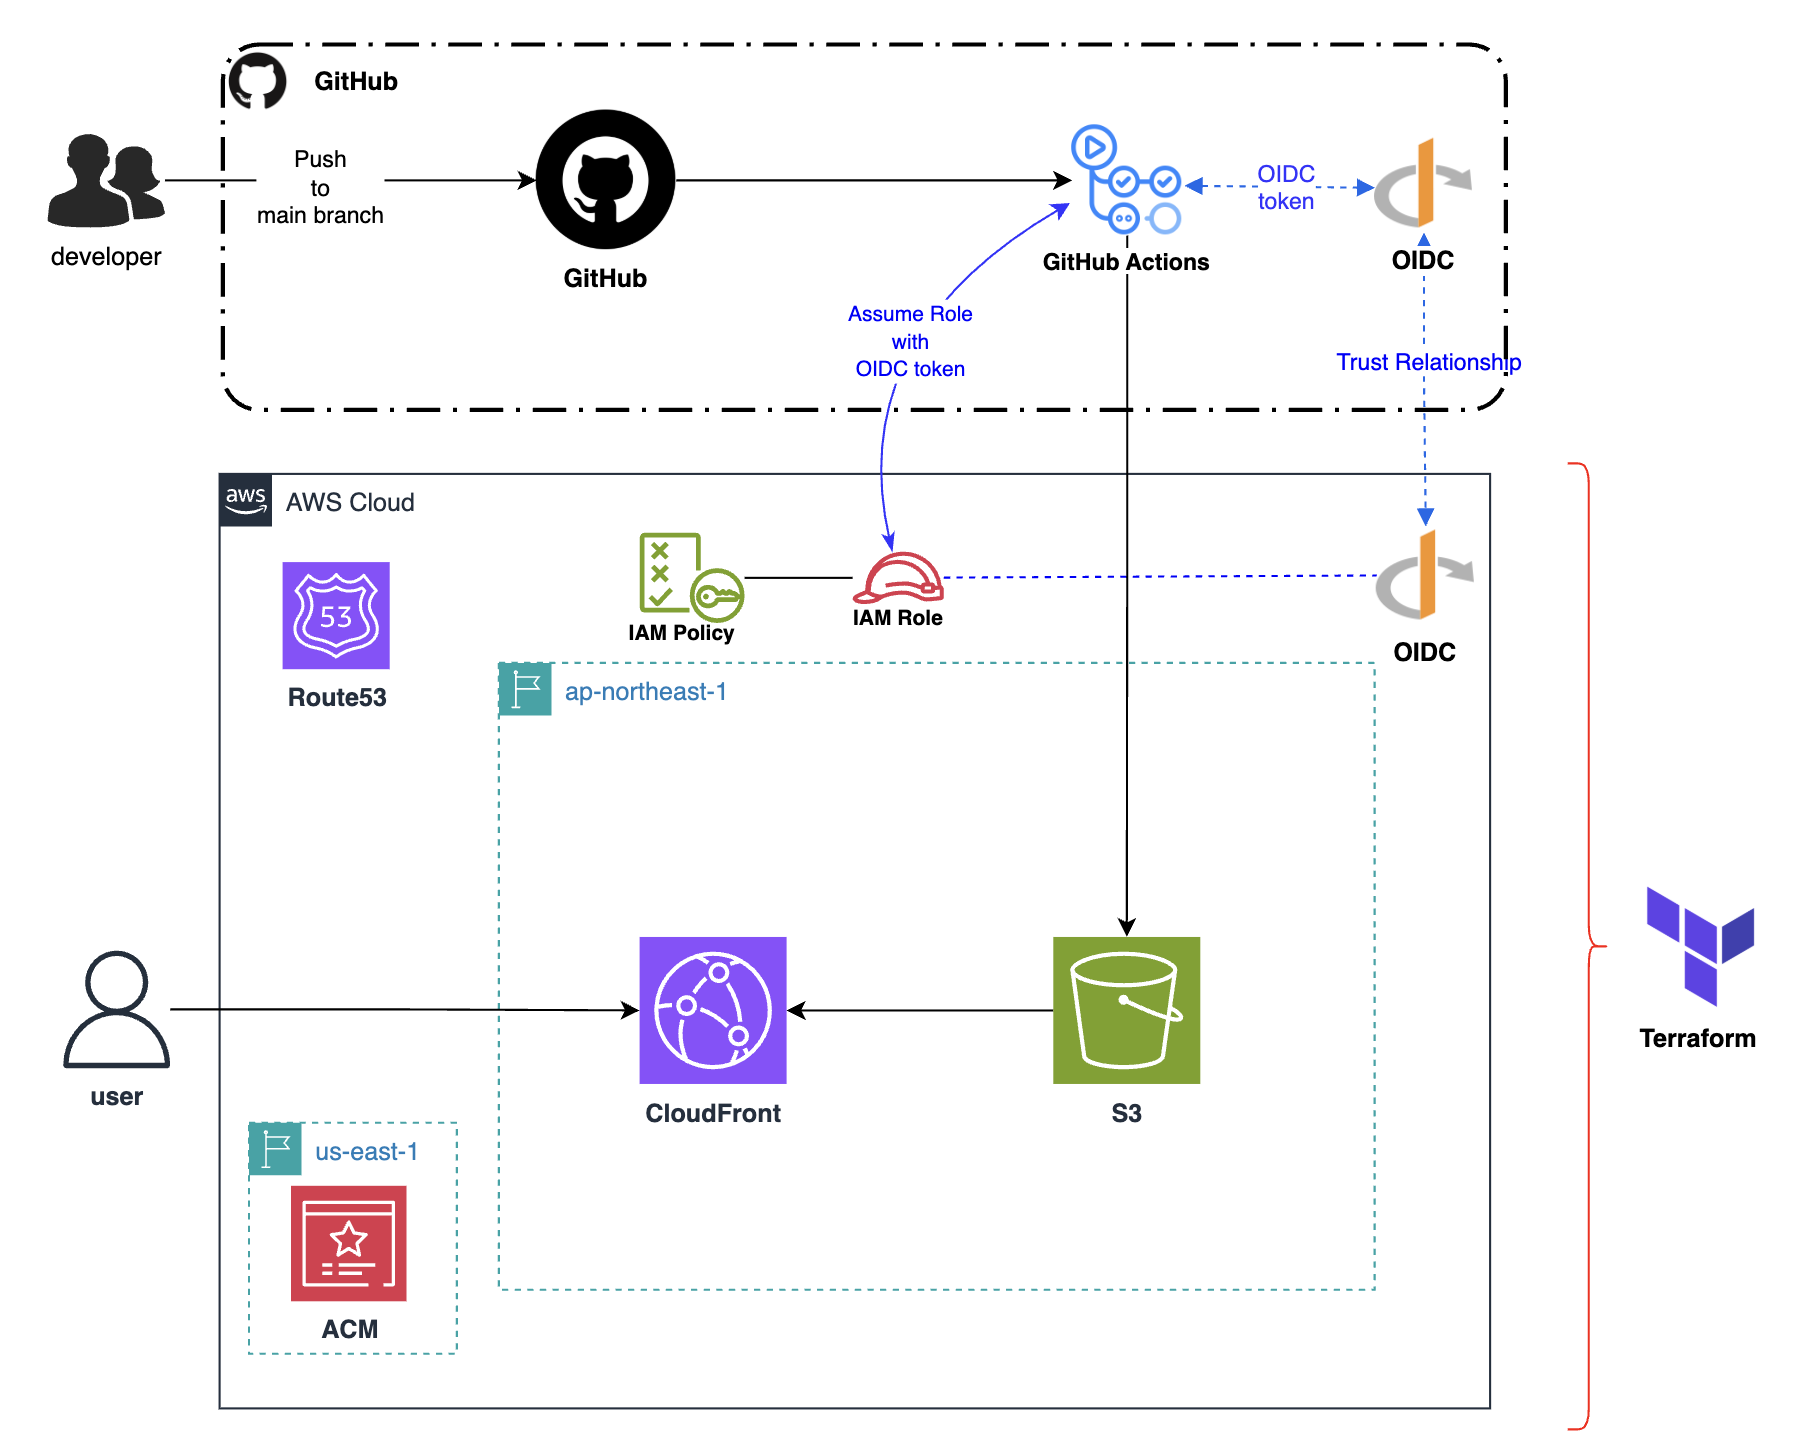 GitHub
Push
to
main branch
developer
GitHub
GitHub Actions
OIDC
token
OIDC
Assume Role
with
OIDC token
Trust Relationship
aws
AWS Cloud
53
Route53
IAM Policy
IAM Role
OIDC
ap-northeast-1
user
CloudFront
S3
Terraform
us-east-1
ACM